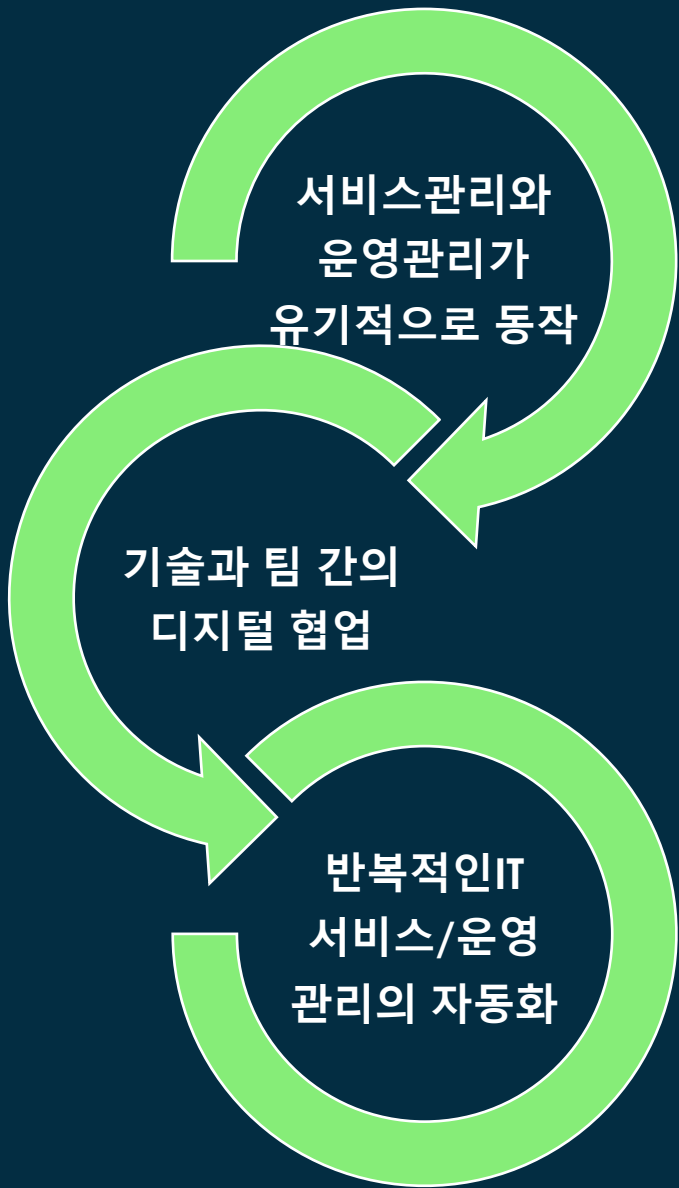 서비스관리와
운영관리가
유기적으로 동작
기술과 팀 간의
디지털 협업
반복적인IT
서비스/운영
관리의 자동화